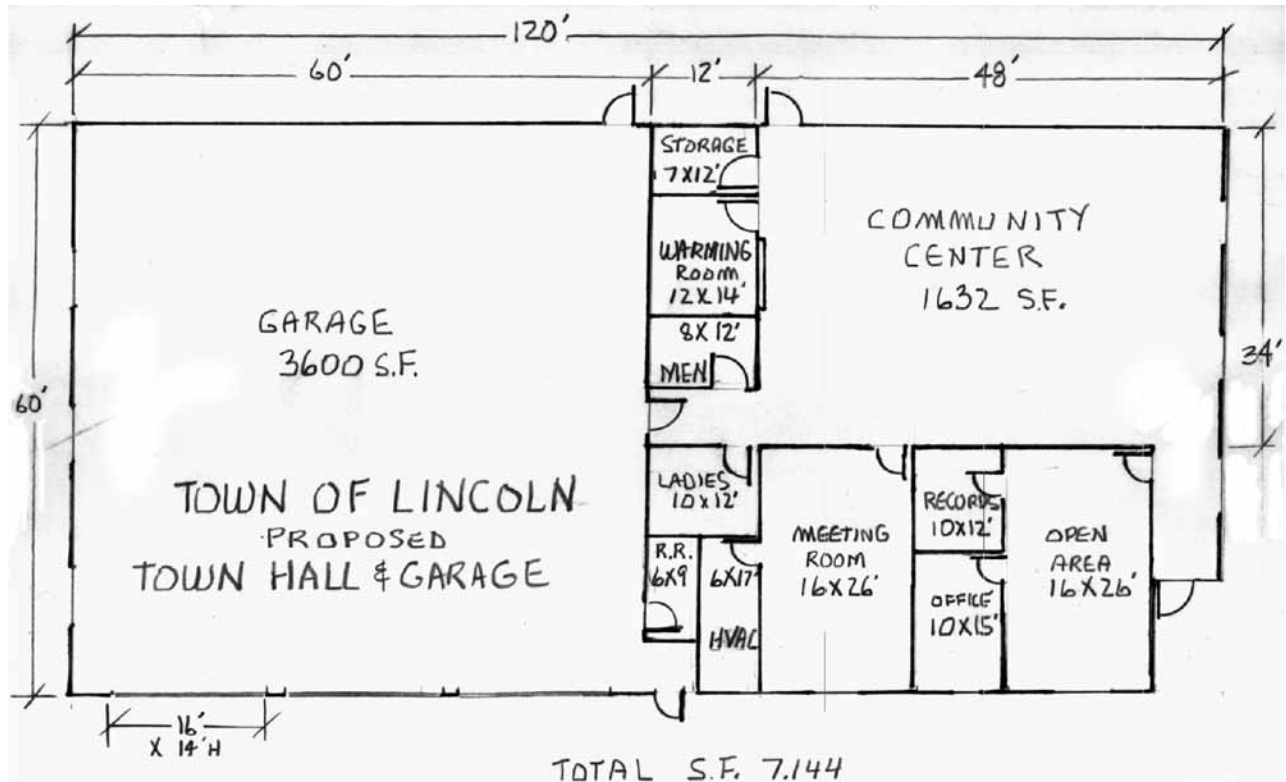 120'
60'
12'
48'
STORAGE
7X12'
WARMING
ROOM
12X14'
8X12'
MEN
COMMUNITY
CENTER
1632 S.F.
34'
GARAGE
3600 S.F.
60'
TOWN OF LINCOLN
PROPOSED
TOWN HALL & GARAGE
LADIES
10X12'
R.R.
6X9
6X17'
HVAC
MEETING
ROOM
16X26'
RECORDS
10X12'
OFFICE
10X15'
OPEN
AREA
16X26'
16'
X 14'H
TOTAL S.F. 7.144